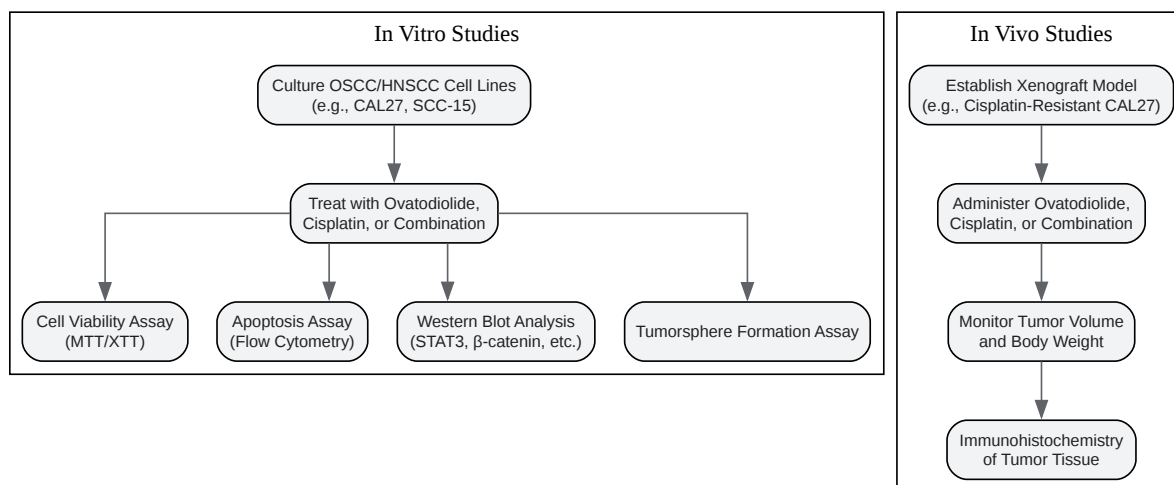 In Vitro Studies
Culture OSCC/HNSCC Cell Lines
(e.g., CAL27, SCC-15)
Treat with Ovatodiolide,
Cisplatin, or Combination
Cell Viability Assay
(MTT/XTT)
Apoptosis Assay
(Flow Cytometry)
Western Blot Analysis
(STAT3, β-catenin, etc.)
Tumorsphere Formation Assay
In Vivo Studies
Establish Xenograft Model
(e.g., Cisplatin-Resistant CAL27)
Administer Ovatodiolide,
Cisplatin, or Combination
Monitor Tumor Volume
and Body Weight
Immunohistochemistry
of Tumor Tissue